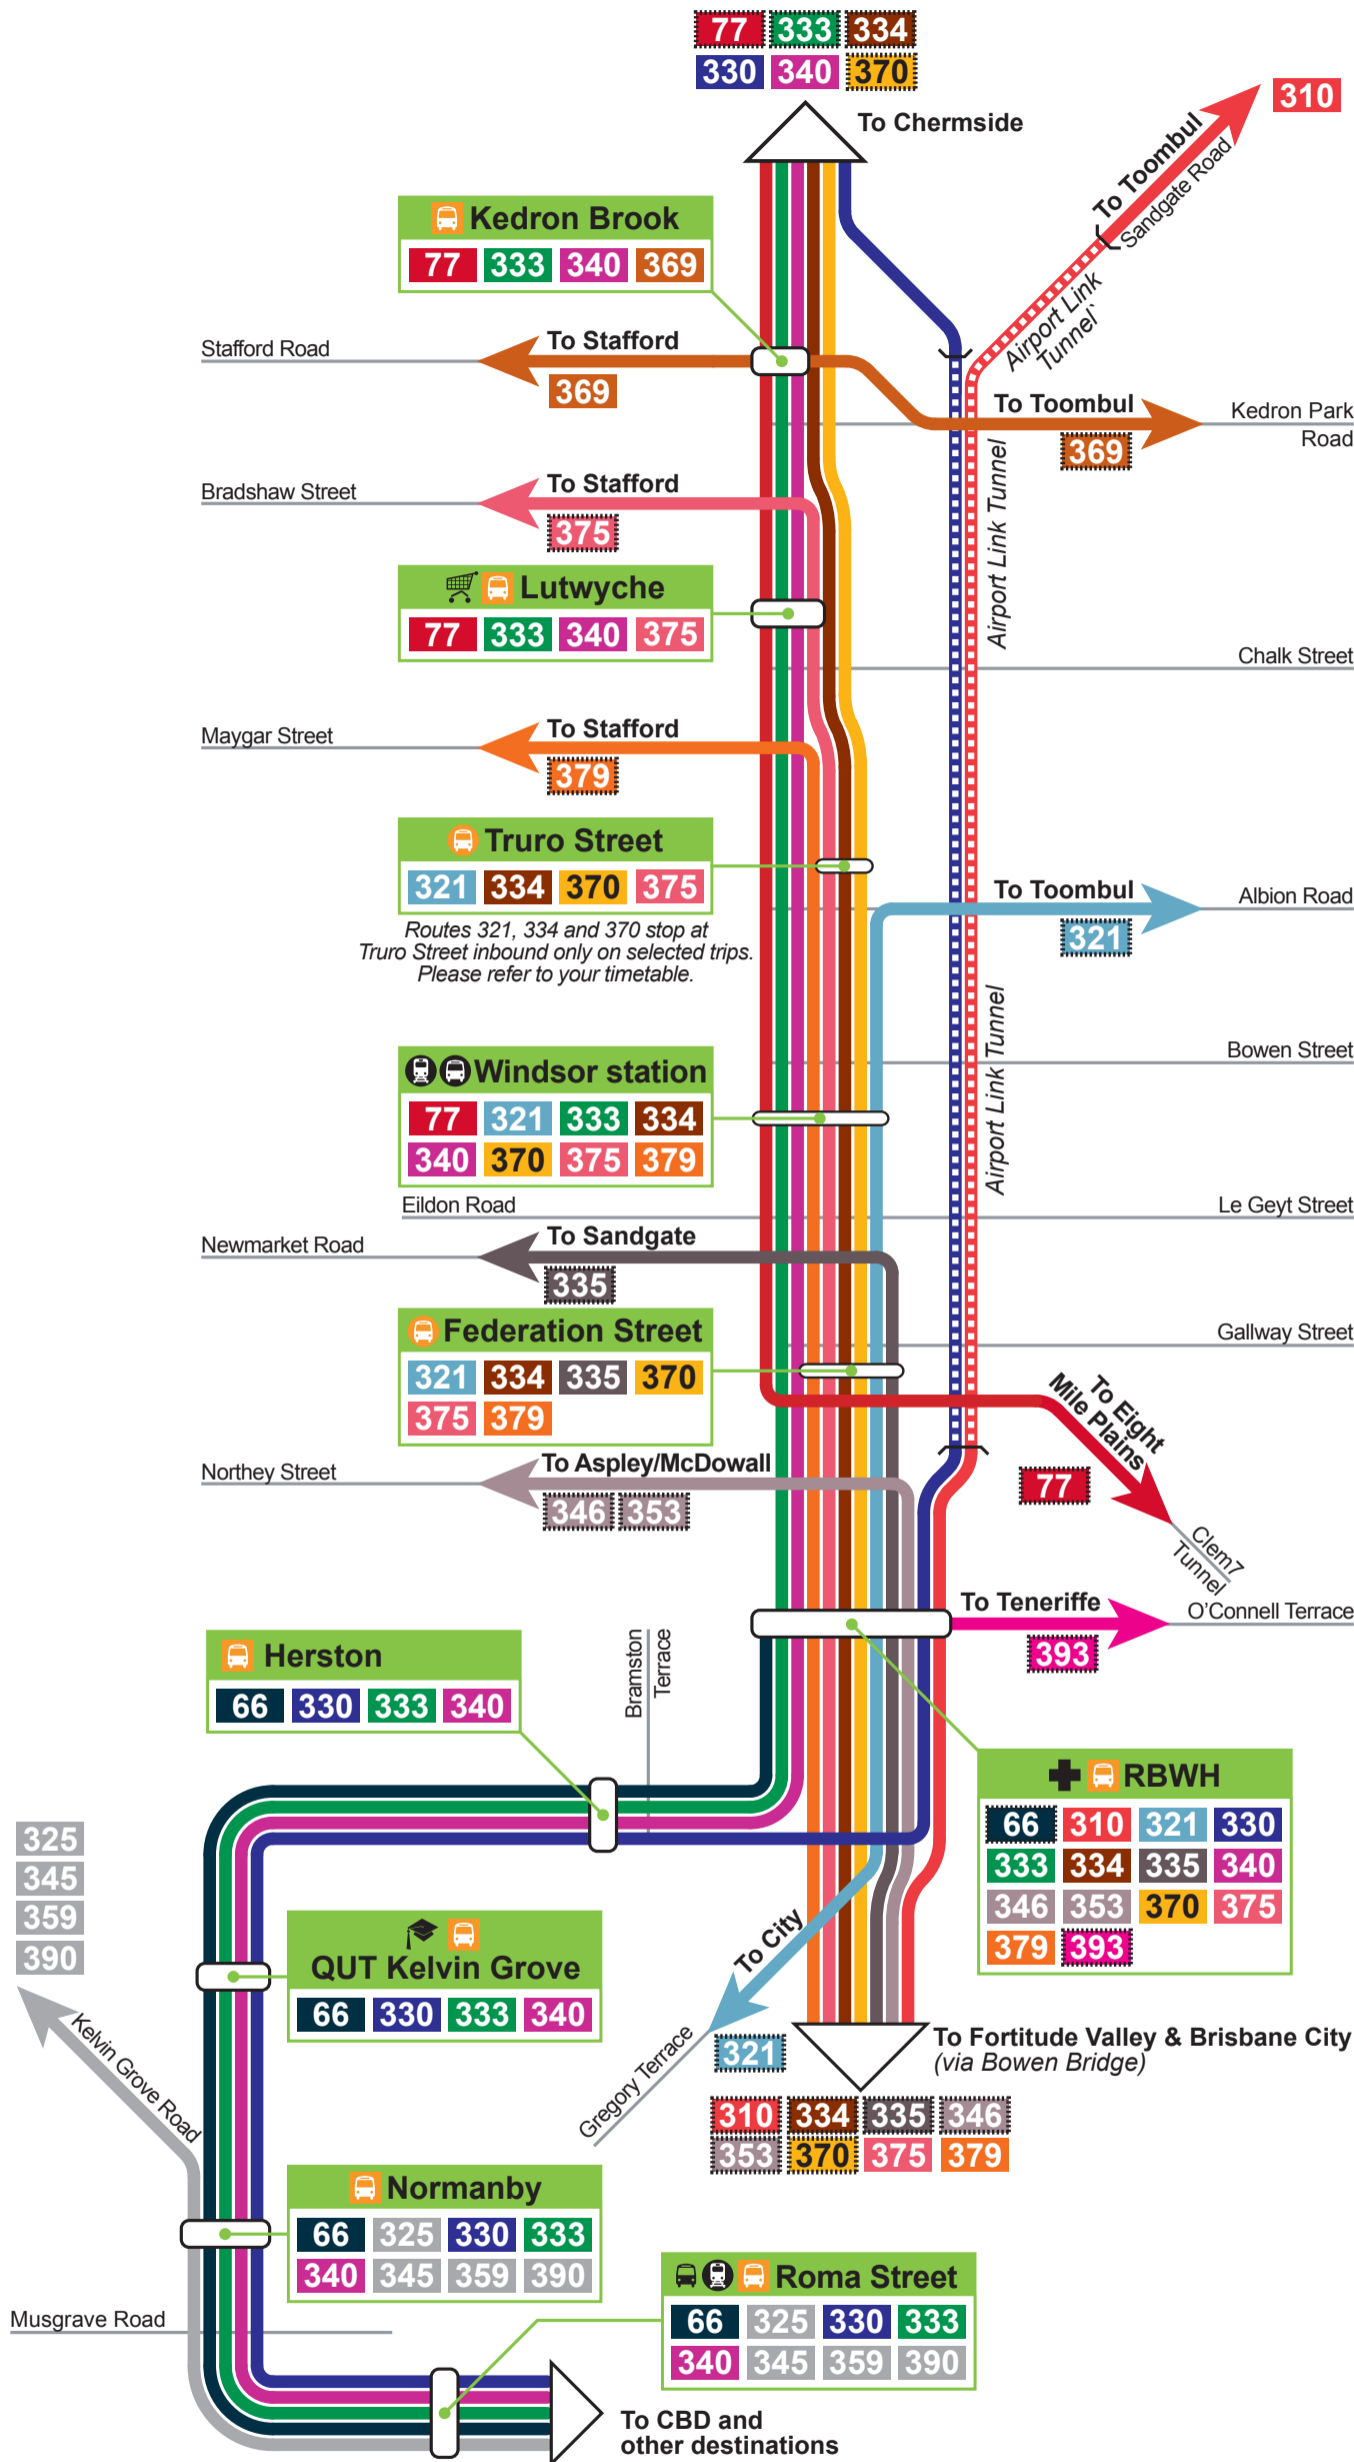 77 333 334
330 340 370
To Chermside
310
To Toombul
Sandgate Road
Airport Link
Tunnel`
Kedron Brook
77 333 340 369
Stafford Road
To Stafford
369
To Toombul
369
Kedron Park
Road
Airport Link Tunnel
Bradshaw Street
To Stafford
375
Lutwyche
77 333 340 375
Chalk Street
Maygar Street
To Stafford
379
Truro Street
321 334 370 375
Routes 321, 334 and 370 stop at
Truro Street inbound only on selected trips.
Please refer to your timetable.
To Toombul
321
Albion Road
Airport Link Tunnel
Bowen Street
Windsor station
77 321 333 334
340 370 375 379
Eildon Road
Le Geyt Street
Newmarket Road
To Sandgate
335
Federation Street
321 334 335 370
375 379
Gallway Street
To Eight
Mile Plains
77
Clem7
Tunnel
Northey Street
To Aspley/McDowall
346 353
To Teneriffe
393
O'Connell Terrace
Herston
66 330 333 340
Bramston
Terrace
RBWH
66 310 321 330
333 334 335 340
346 353 370 375
379 393
325
345
359
390
Kelvin Grove Road
QUT Kelvin Grove
66 330 333 340
To City
321
Gregory Terrace
To Fortitude Valley & Brisbane City
(via Bowen Bridge)
310 334 335 346
353 370 375 379
Normanby
66 325 330 333
340 345 359 390
Musgrave Road
Roma Street
66 325 330 333
340 345 359 390
To CBD and
other destinations